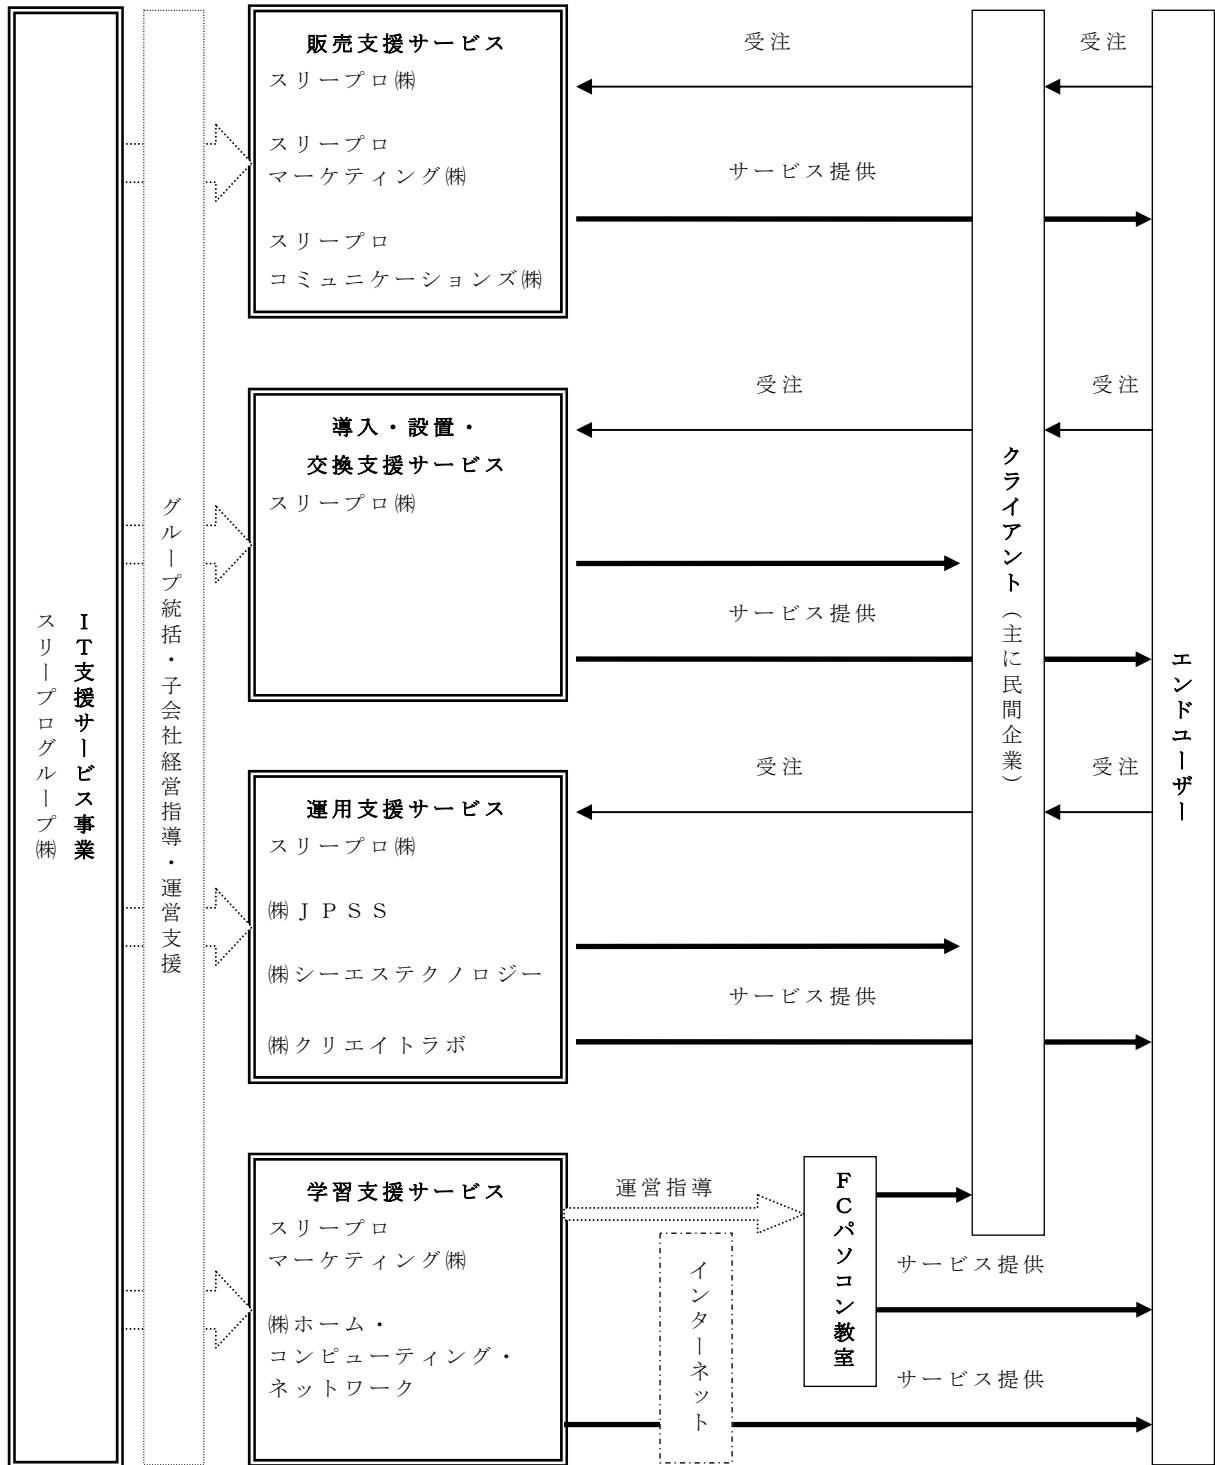 ＩＴ支援サービス事業
スリープログループ㈱
グループ統括・子会社経営指導・運営支援
販売支援サービス
スリープロ㈱
スリープロ
マーケティング㈱
スリープロ
コミュニケーションズ㈱
受注
受注
サービス提供
導入・設置・
交換支援サービス
スリープロ㈱
受注
受注
サービス提供
運用支援サービス
スリープロ㈱
㈱ＪＰＳＳ
㈱シーエステクノロジー
㈱クリエイトラボ
受注
受注
サービス提供
学習支援サービス
スリープロ
マーケティング㈱
㈱ホーム・
コンピューティング・
ネットワーク
運営指導
インターネット
ＦＣパソコン教室
サービス提供
サービス提供
クライアント（主に民間企業）
エンドユーザー